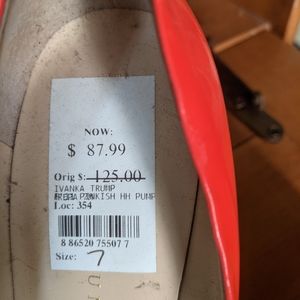 NOW:
$ 87.99
Orig $: 125.00
IVANKA TRUMP
PINKISH HH PUMP
Loc: 354
8 86520 75507 7
Size: 7